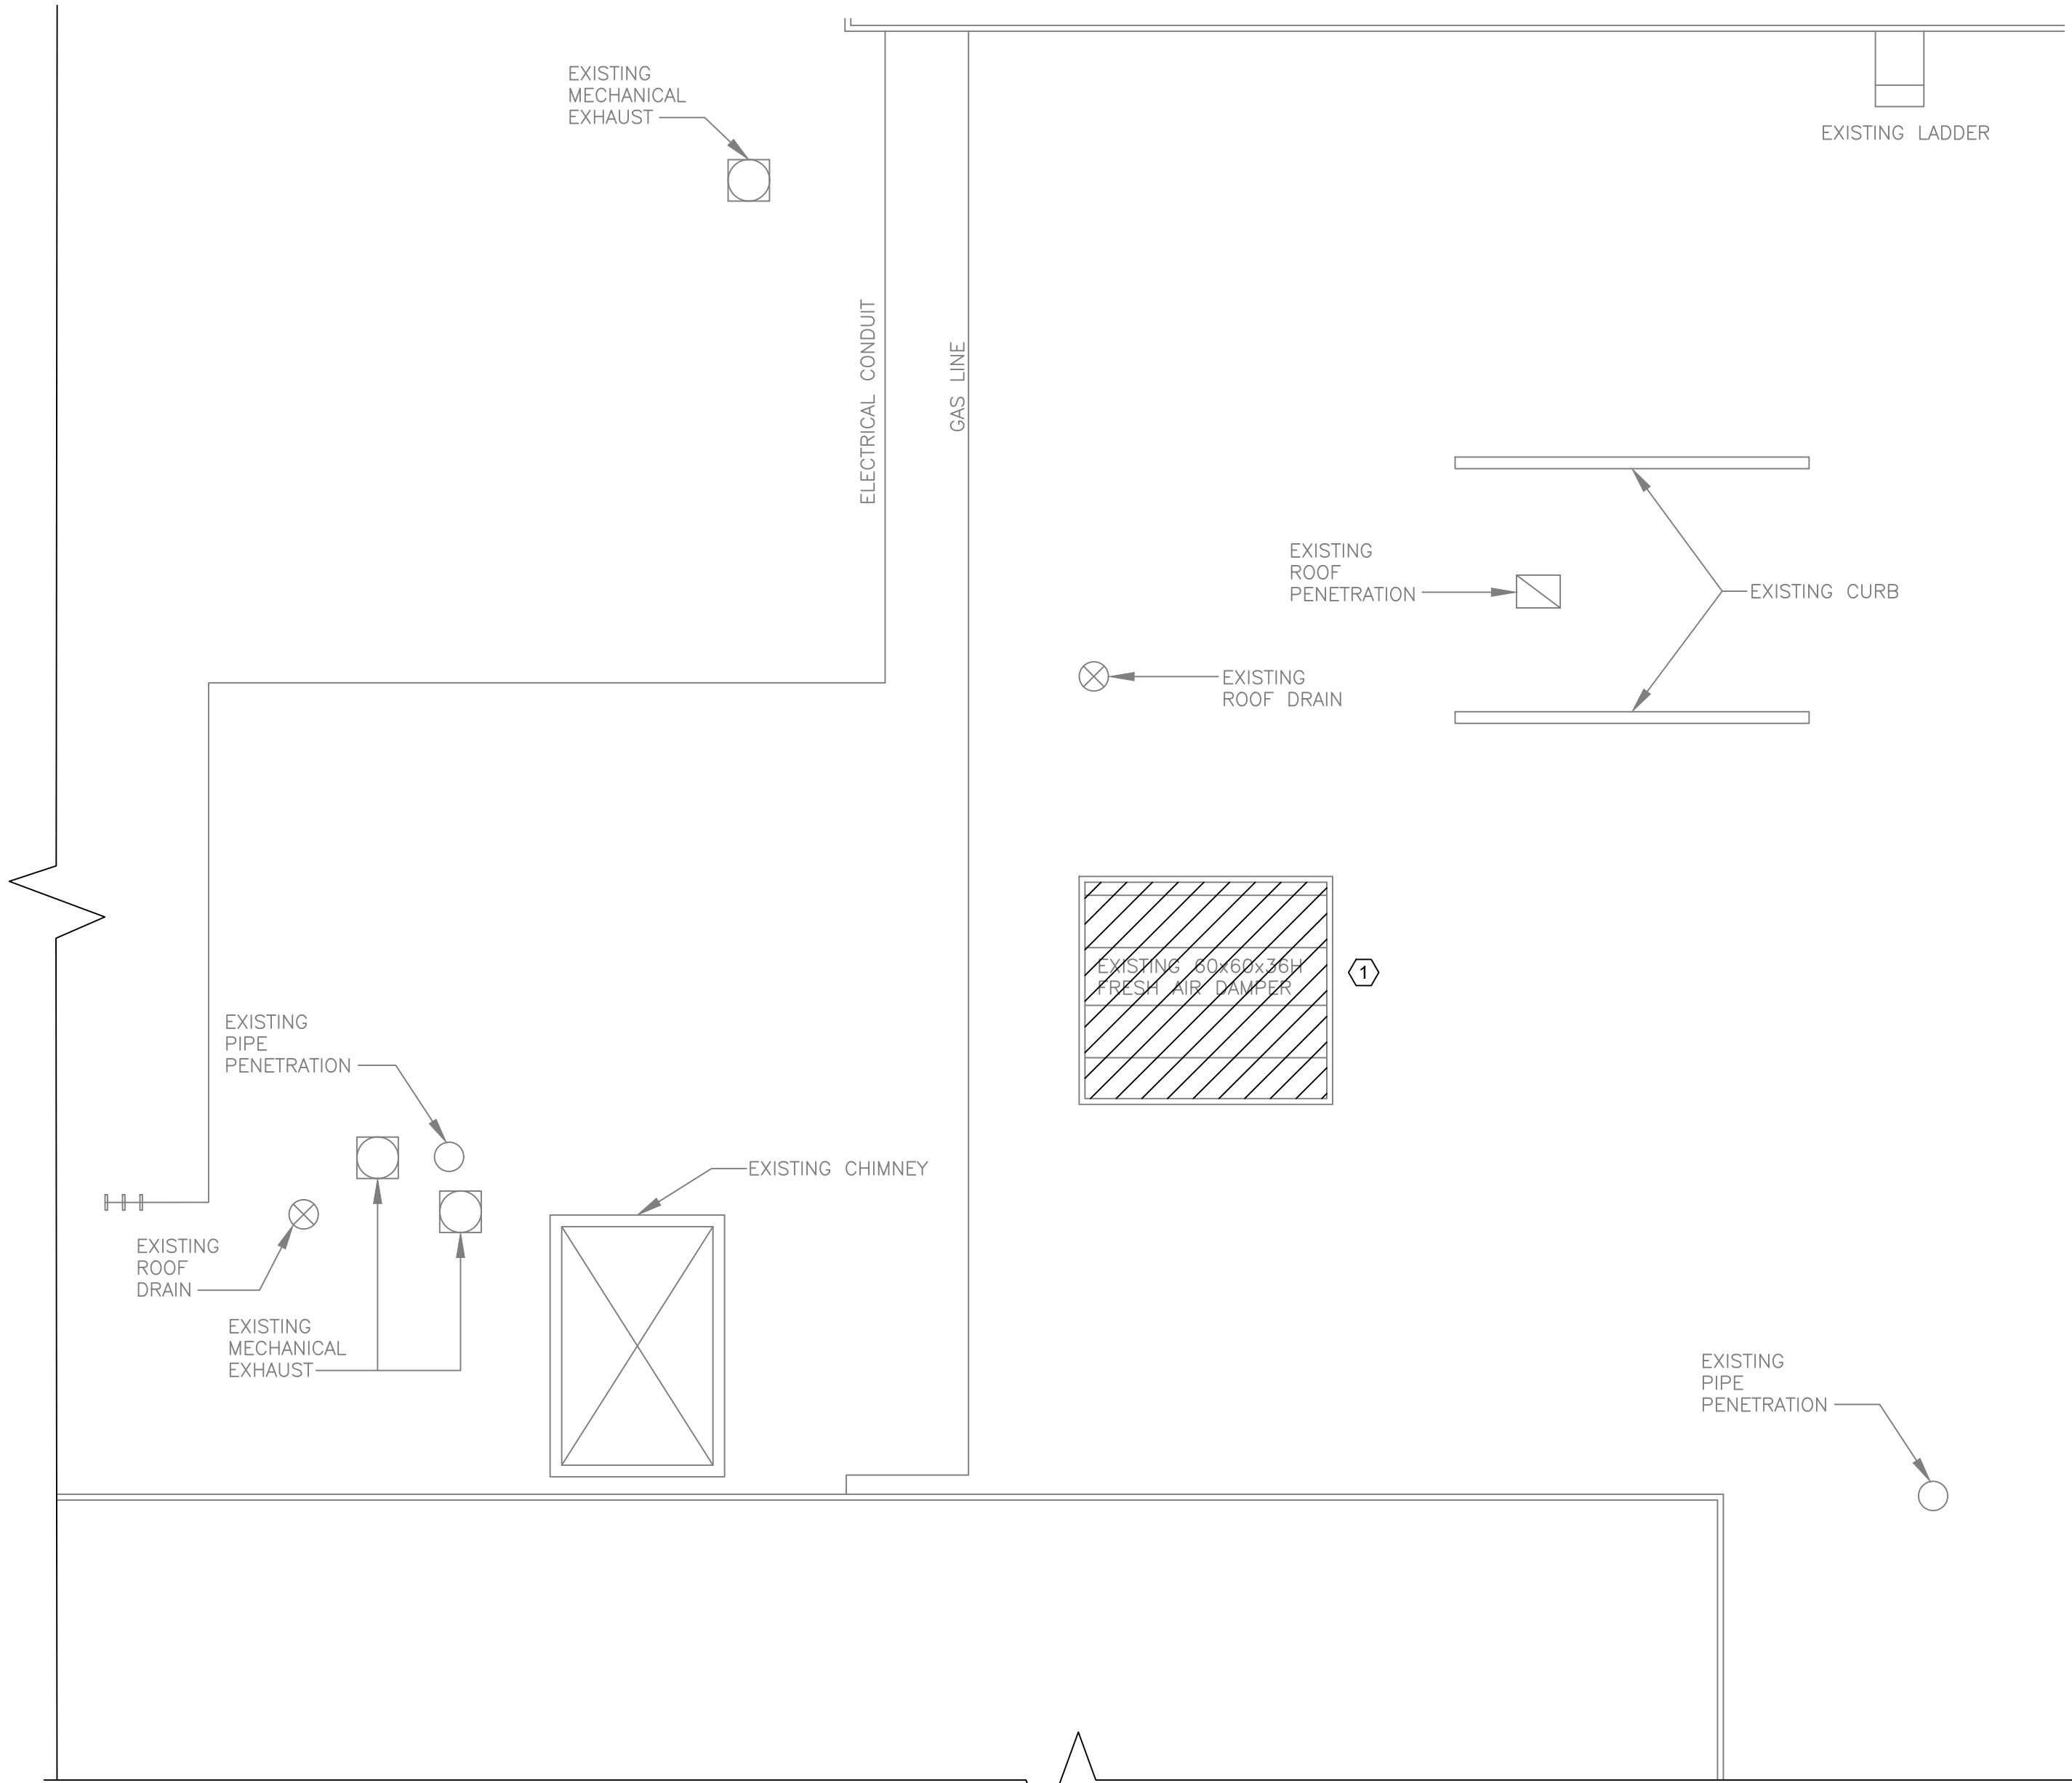 EXISTING
MECHANICAL
EXHAUST
EXISTING LADDER
ELECTRICAL CONDUIT
GAS LINE
EXISTING
ROOF
PENETRATION
EXISTING CURB
EXISTING
ROOF DRAIN
EXISTING 60x60x36H
FRESH AIR DAMPER
1
EXISTING
PIPE
PENETRATION
EXISTING CHIMNEY
EXISTING
ROOF
DRAIN
EXISTING
MECHANICAL
EXHAUST
EXISTING
PIPE
PENETRATION